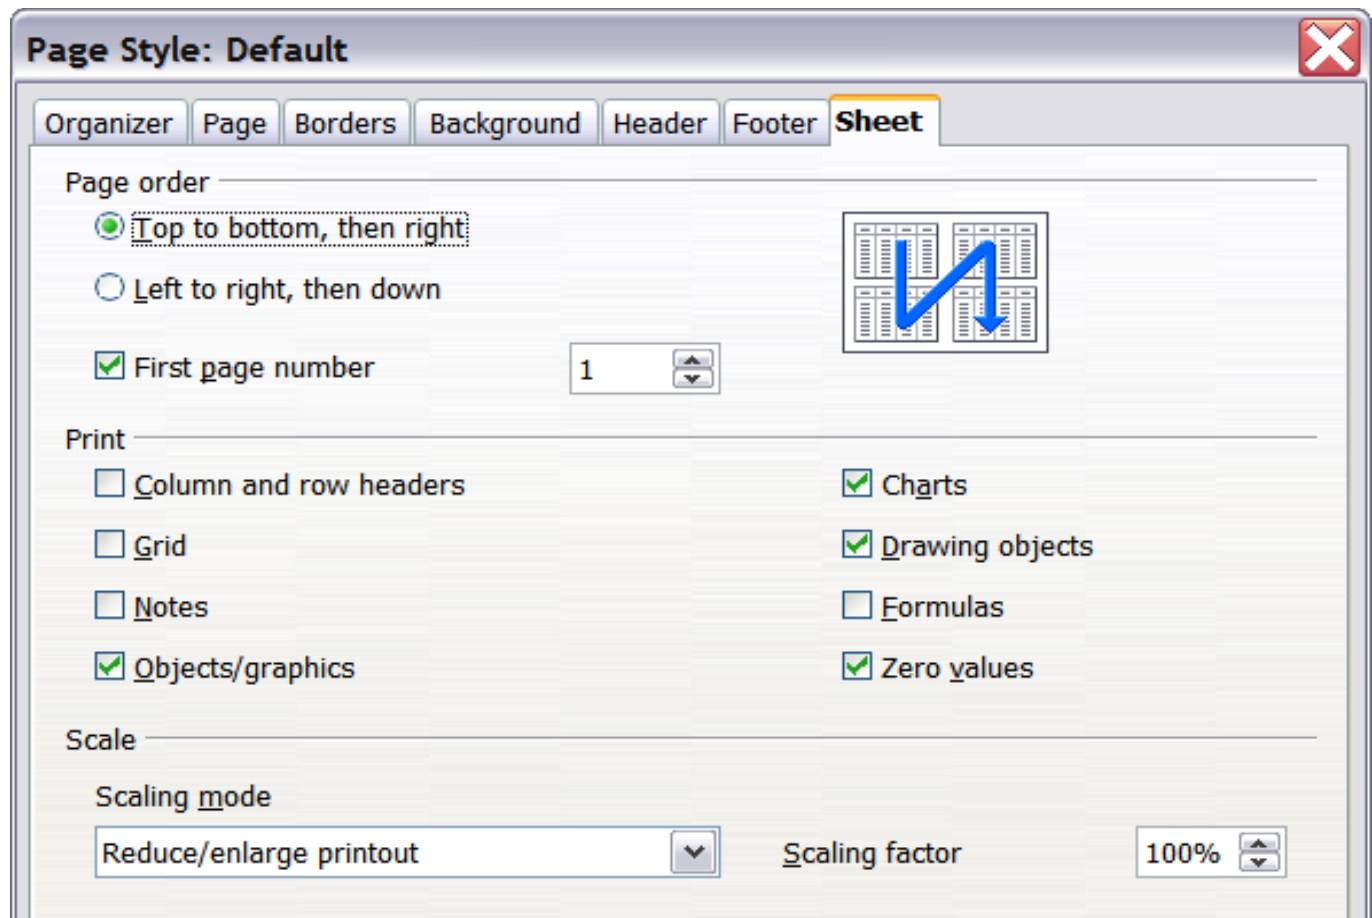 Page Style: Default
Organizer Page Borders Background Header Footer Sheet
Page order
Top to bottom, then right
Left to right, then down
First page number 1
Print
Column and row headers Charts
Grid Drawing objects
Notes Formulas
Objects/graphics Zero values
Scale
Scaling mode
Reduce/enlarge printout Scaling factor 100%